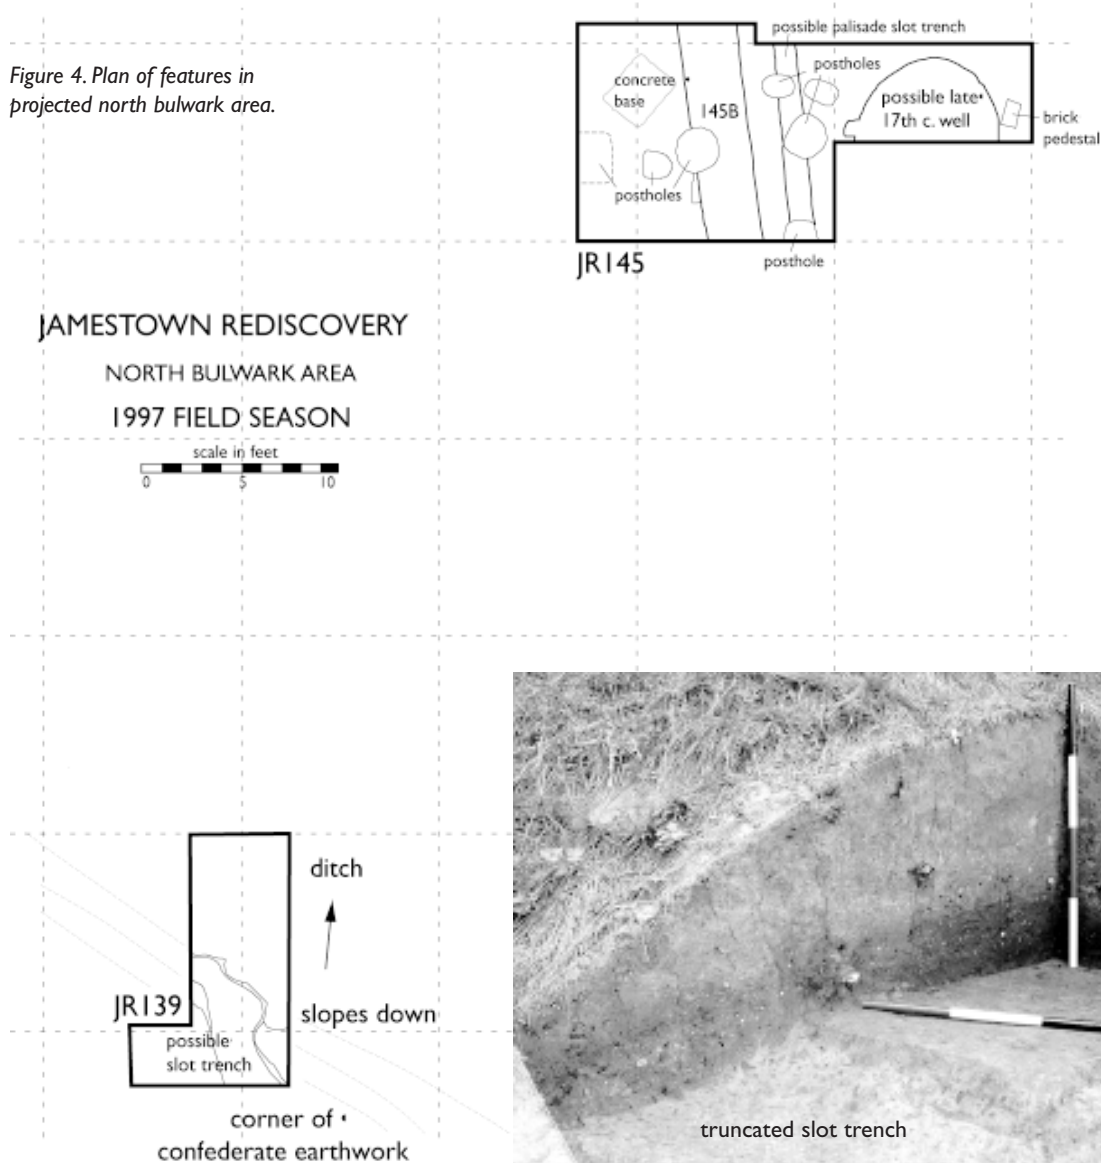 Figure 4. Plan of features in
projected north bulwark area.
possible palisade slot trench
postholes
concrete
base
145B
possible late
17th c. well
brick
pedestal
postholes
posthole
JR145
JAMESTOWN REDISCOVERY
NORTH BULWARK AREA
1997 FIELD SEASON
scale in feet
0 5 10
ditch
JR139
slopes down
possible
slot trench
corner of
confederate earthwork
truncated slot trench